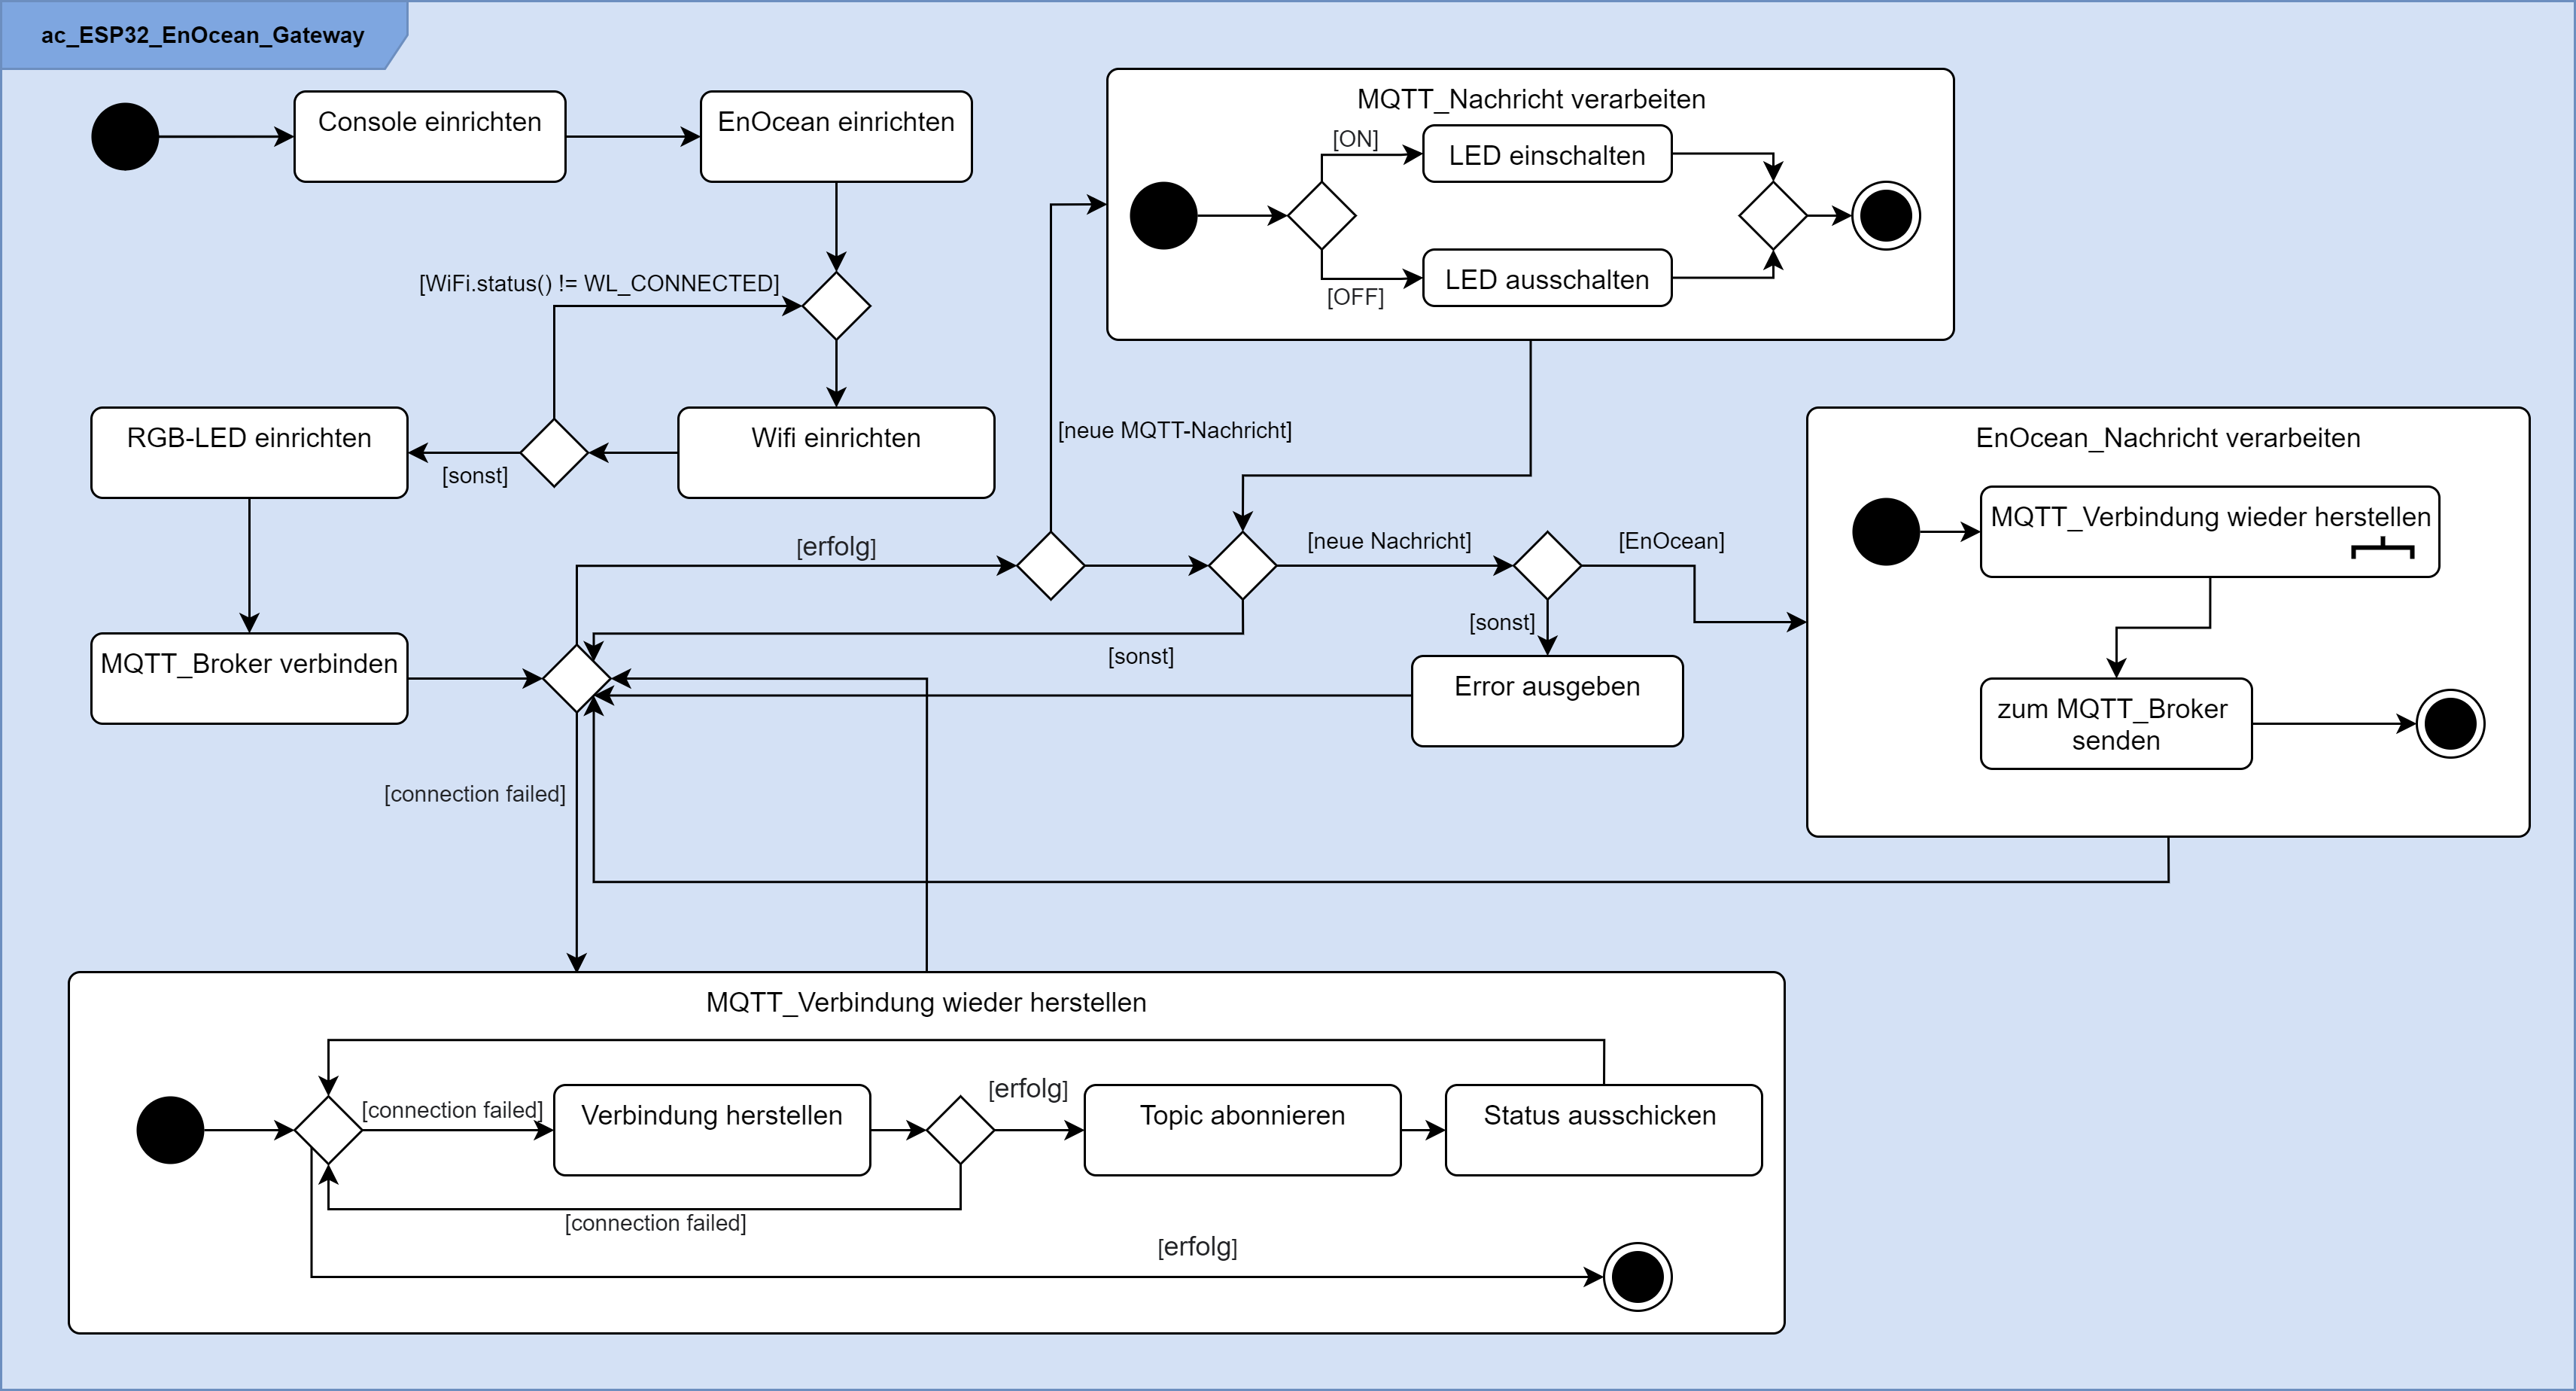 ac_ESP32_EnOcean_Gateway
Console einrichten
EnOcean einrichten
[WiFi.status() != WL_CONNECTED]
RGB-LED einrichten
[sonst]
Wifi einrichten
MQTT_Broker verbinden
MQTT_Nachricht verarbeiten
[ON]
LED einschalten
LED ausschalten
[OFF]
[neue MQTT-Nachricht]
[erfolg]
[neue Nachricht]
[EnOcean]
[sonst]
[sonst]
Error ausgeben
EnOcean_Nachricht verarbeiten
MQTT_Verbindung wieder herstellen
zum MQTT_Broker
senden
[connection failed]
MQTT_Verbindung wieder herstellen
[connection failed]
Verbindung herstellen
[erfolg]
Topic abonnieren
Status ausschicken
[connection failed]
[erfolg]